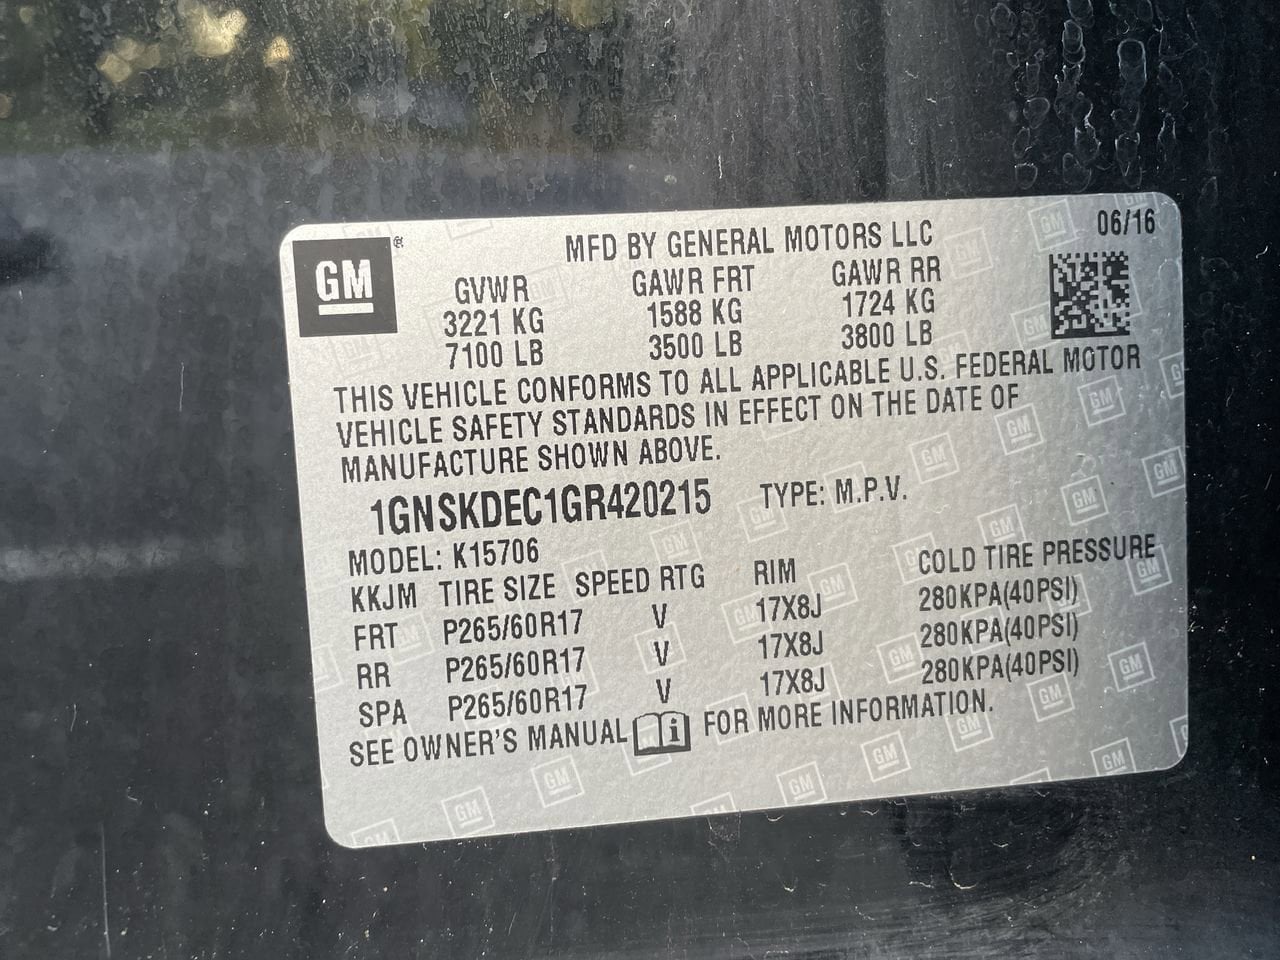 GM
MFD BY GENERAL MOTORS LLC 06/16
GVWR GAWR FRT GAWR RR
3221 KG 1588 KG 1724 KG
7100 LB 3500 LB 3800 LB
THIS VEHICLE CONFORMS TO ALL APPLICABLE U.S. FEDERAL MOTOR
VEHICLE SAFETY STANDARDS IN EFFECT ON THE DATE OF
MANUFACTURE SHOWN ABOVE.
1GNSKDEC1GR420215 TYPE: M.P.V.
MODEL: K15706
KKJM TIRE SIZE SPEED RTG RIM COLD TIRE PRESSURE
FRT P265/60R17 V 17X8J 280KPA(40PSI)
RR P265/60R17 V 17X8J 280KPA(40PSI)
SPA P265/60R17 V 17X8J 280KPA(40PSI)
SEE OWNER'S MANUAL i FOR MORE INFORMATION.